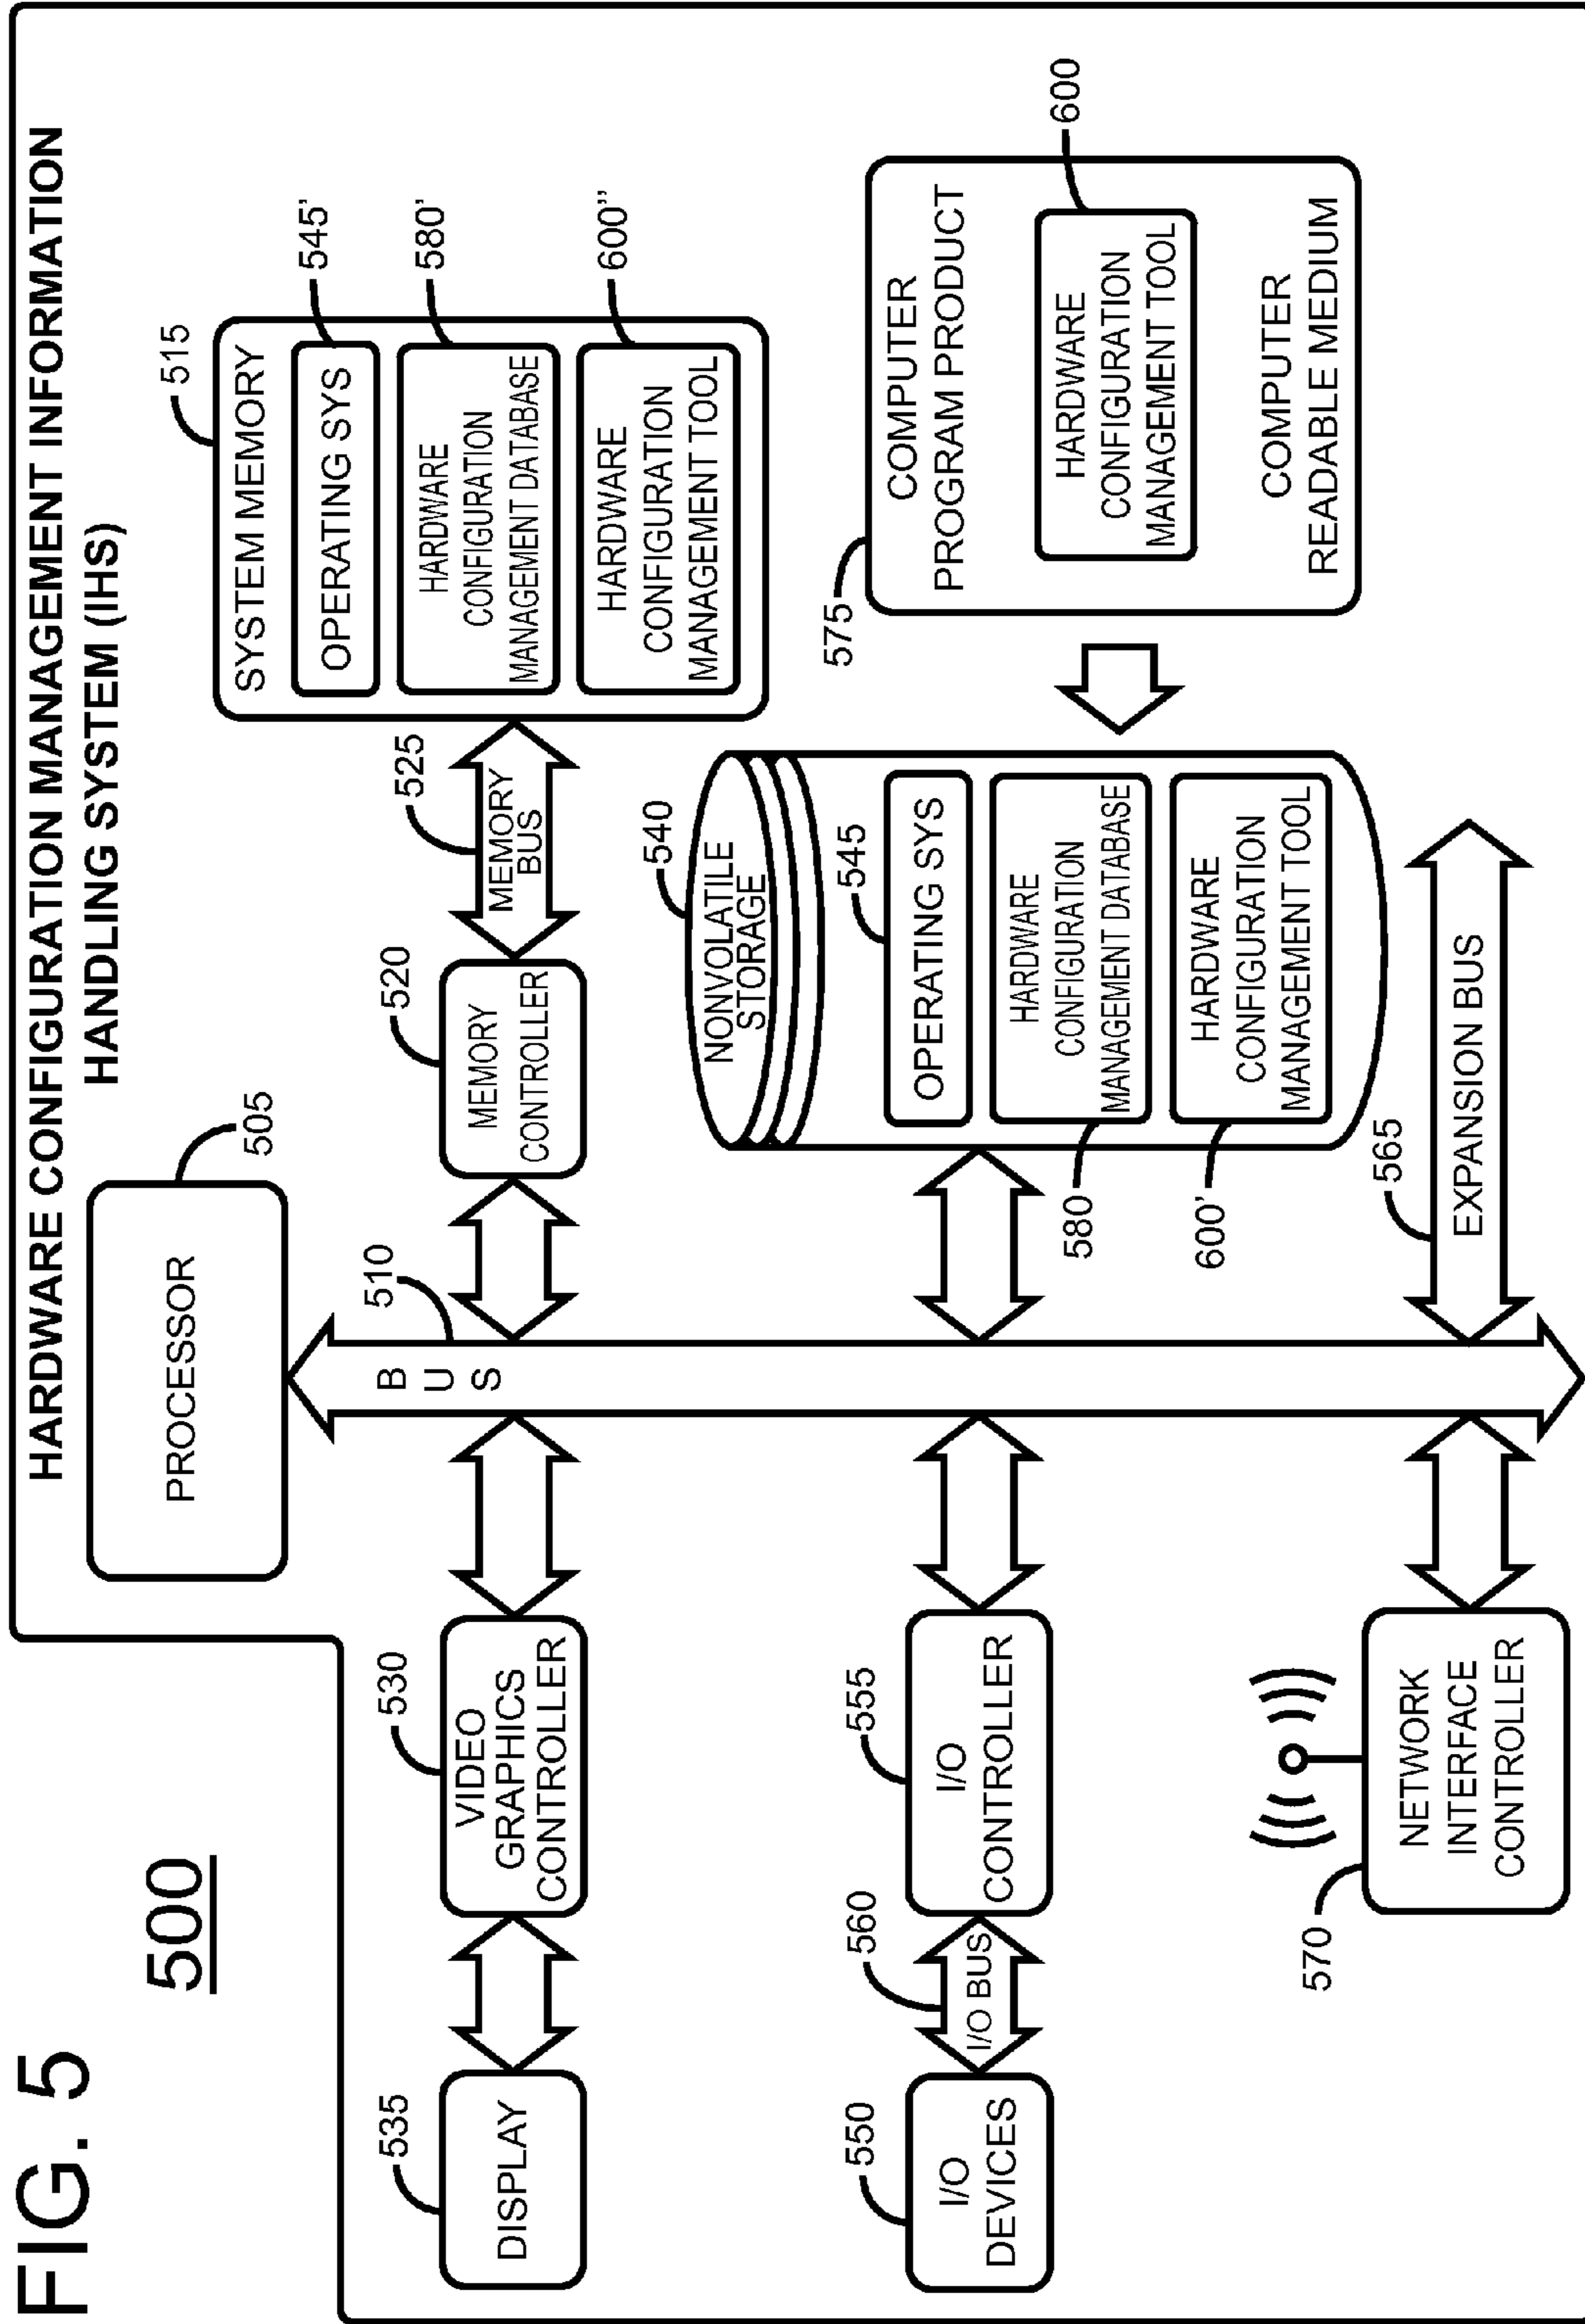 FIG. 5
500
HARDWARE CONFIGURATION MANAGEMENT INFORMATION
HANDLING SYSTEM (IHS)
PROCESSOR
505
B
U
S
510
535
DISPLAY
530
VIDEO
GRAPHICS
CONTROLLER
520
MEMORY
CONTROLLER
525
MEMORY
BUS
515
SYSTEM MEMORY
OPERATING SYS
545'
HARDWARE
CONFIGURATION
MANAGEMENT DATABASE
580'
HARDWARE
CONFIGURATION
MANAGEMENT TOOL
600''
550
I/O
DEVICES
560
I/O BUS
555
I/O
CONTROLLER
540
NONVOLATILE
STORAGE
545
OPERATING SYS
HARDWARE
CONFIGURATION
MANAGEMENT DATABASE
580
HARDWARE
CONFIGURATION
MANAGEMENT TOOL
600'
575
COMPUTER
PROGRAM PRODUCT
HARDWARE
CONFIGURATION
MANAGEMENT TOOL
600
COMPUTER
READABLE MEDIUM
570
NETWORK
INTERFACE
CONTROLLER
565
EXPANSION BUS